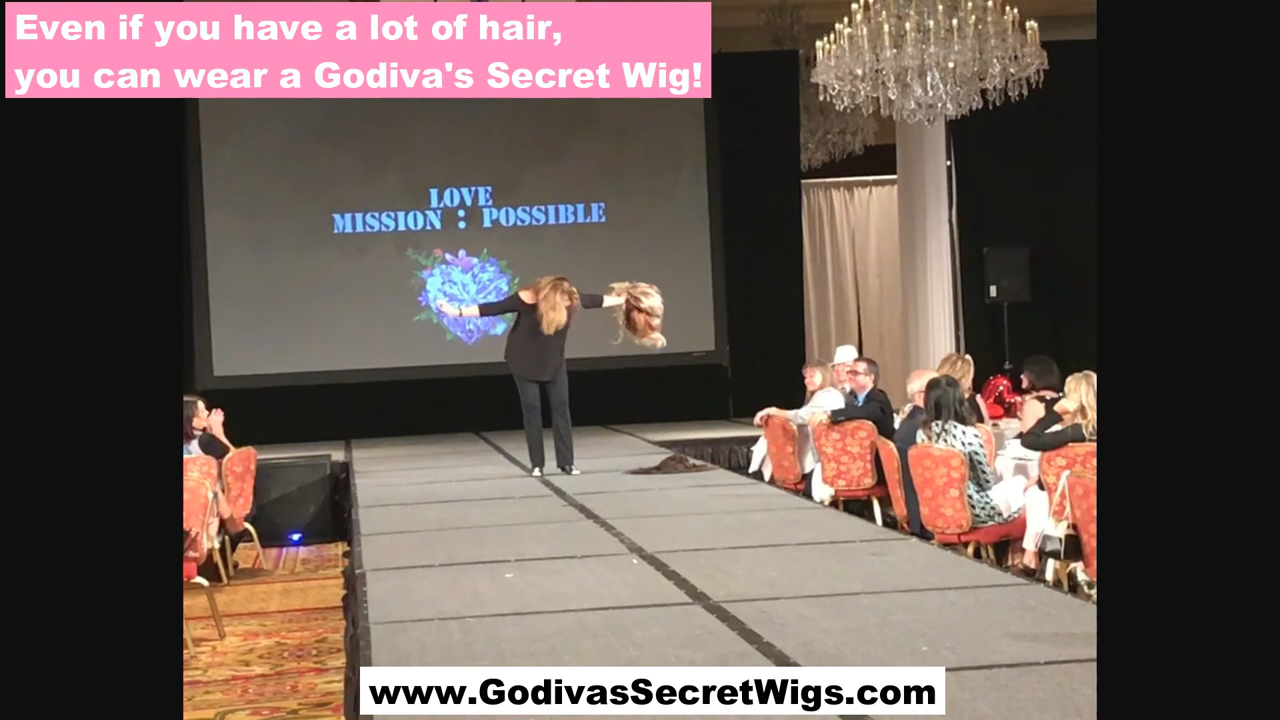 Even if you have a lot of hair,
you can wear a Godiva's Secret Wig!
LOVE
MISSION : POSSIBLE
www.GodivasSecretWigs.com